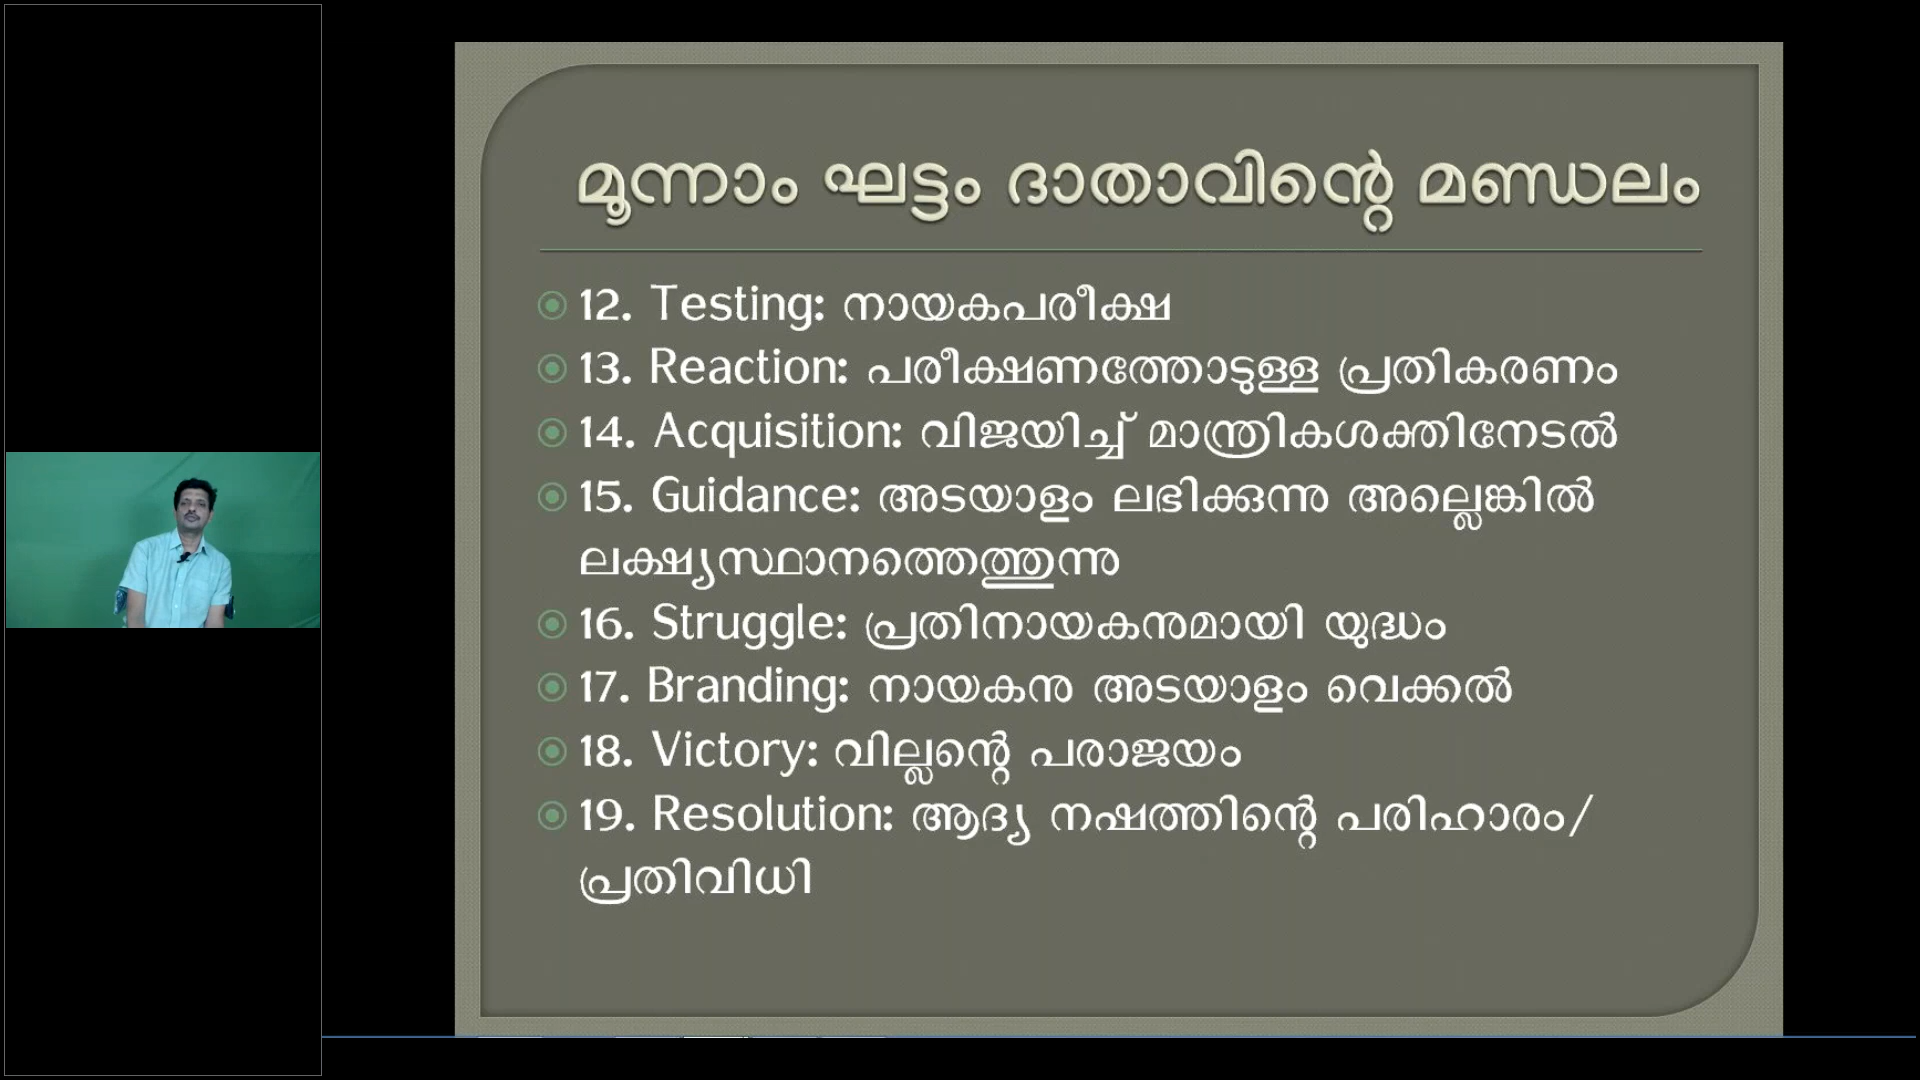 മൂന്നാം ഘട്ടം ദാതാവിന്റെ മണ്ഡലം
12. Testing: നായകപരീക്ഷ
13. Reaction: പരീക്ഷണത്തോടുള്ള പ്രതികരണം
14. Acquisition: വിജയിച്ച് മാന്ത്രികശക്തിനേടൽ
15. Guidance: അടയാളം ലഭിക്കുന്നു അല്ലെങ്കിൽ
ലക്ഷ്യസ്ഥാനത്തെത്തുന്നു
16. Struggle: പ്രതിനായകനുമായി യുദ്ധം
17. Branding: നായകനു അടയാളം വെക്കൽ
18. Victory: വില്ലന്റെ പരാജയം
19. Resolution: ആദ്യ നഷത്തിന്റെ പരിഹാരം/
പ്രതിവിധി